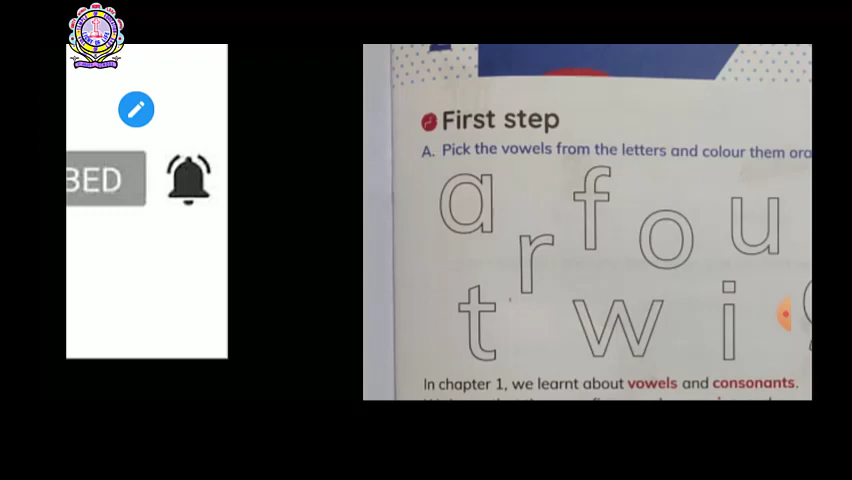 BED
First step
A. Pick the vowels from the letters and colour them ora
a f o u
r
t w i
In chapter 1, we learnt about vowels and consonants.